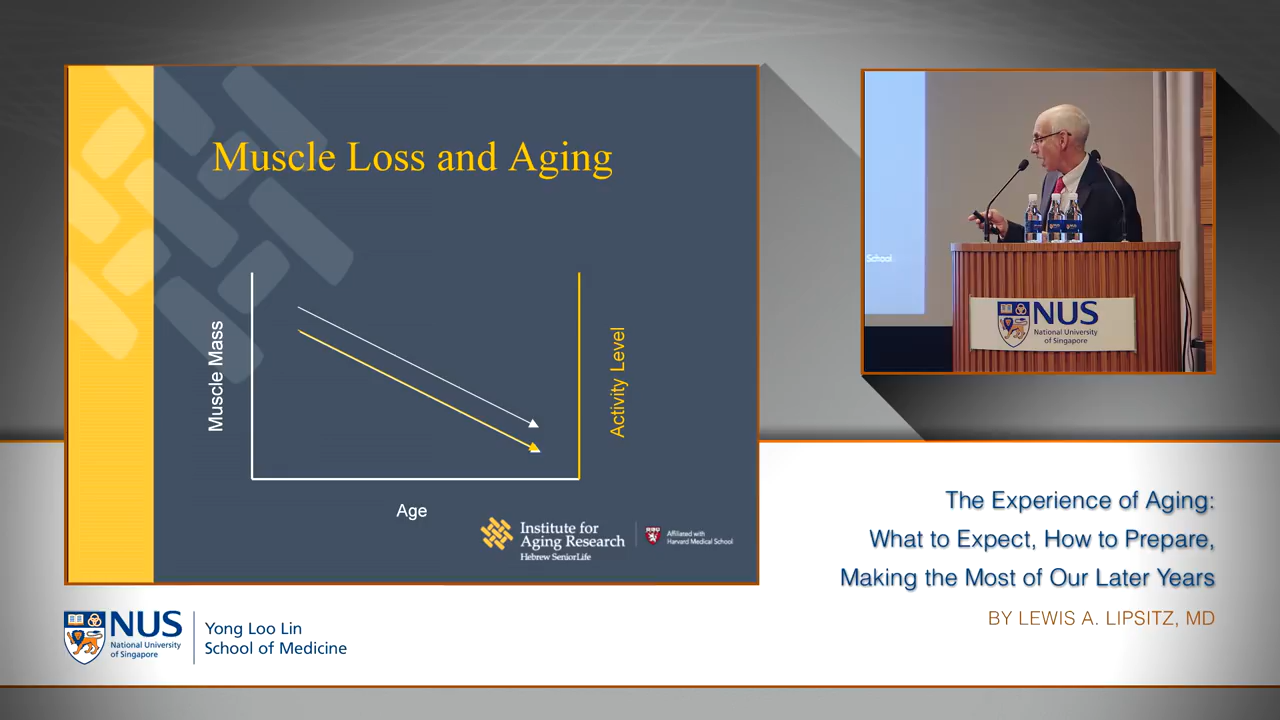 Muscle Loss and Aging
Muscle Mass
Activity Level
Age
Institute for
Aging Research
Hebrew SeniorLife
Affiliated with
Harvard Medical School
School
NUS
National University
of Singapore
The Experience of Aging:
What to Expect, How to Prepare,
Making the Most of Our Later Years
BY LEWIS A. LIPSITZ, MD
NUS
National University
of Singapore
Yong Loo Lin
School of Medicine